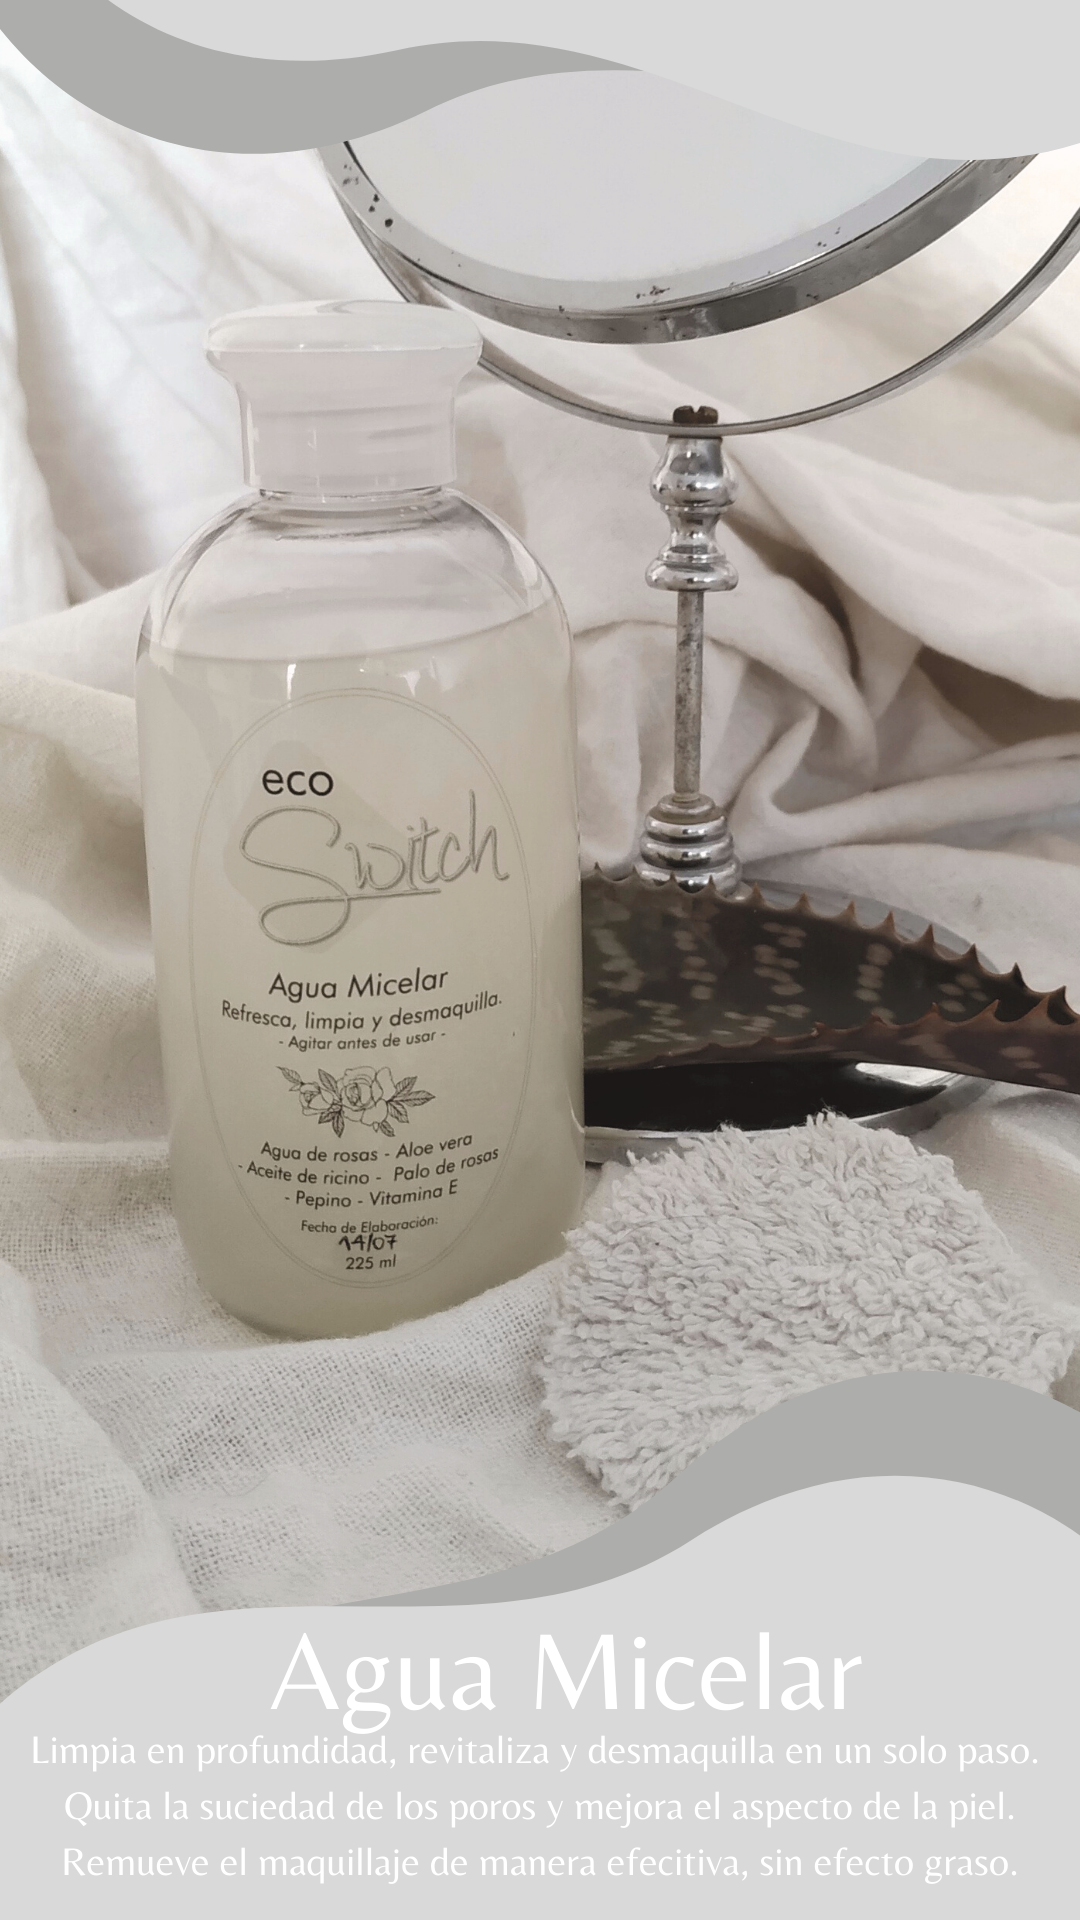 eco
Switch
Agua Micelar
Refresca, limpia y desmaquilla.
- Agitar antes de usar -
Agua de rosas - Aloe vera
- Aceite de ricino - Palo de rosas
- Pepino - Vitamina E
Fecha de Elaboración:
14/07
225 ml
Agua Micelar
Limpia en profundidad, revitaliza y desmaquilla en un solo paso.
Quita la suciedad de los poros y mejora el aspecto de la piel.
Remueve el maquillaje de manera efecitiva, sin efecto graso.